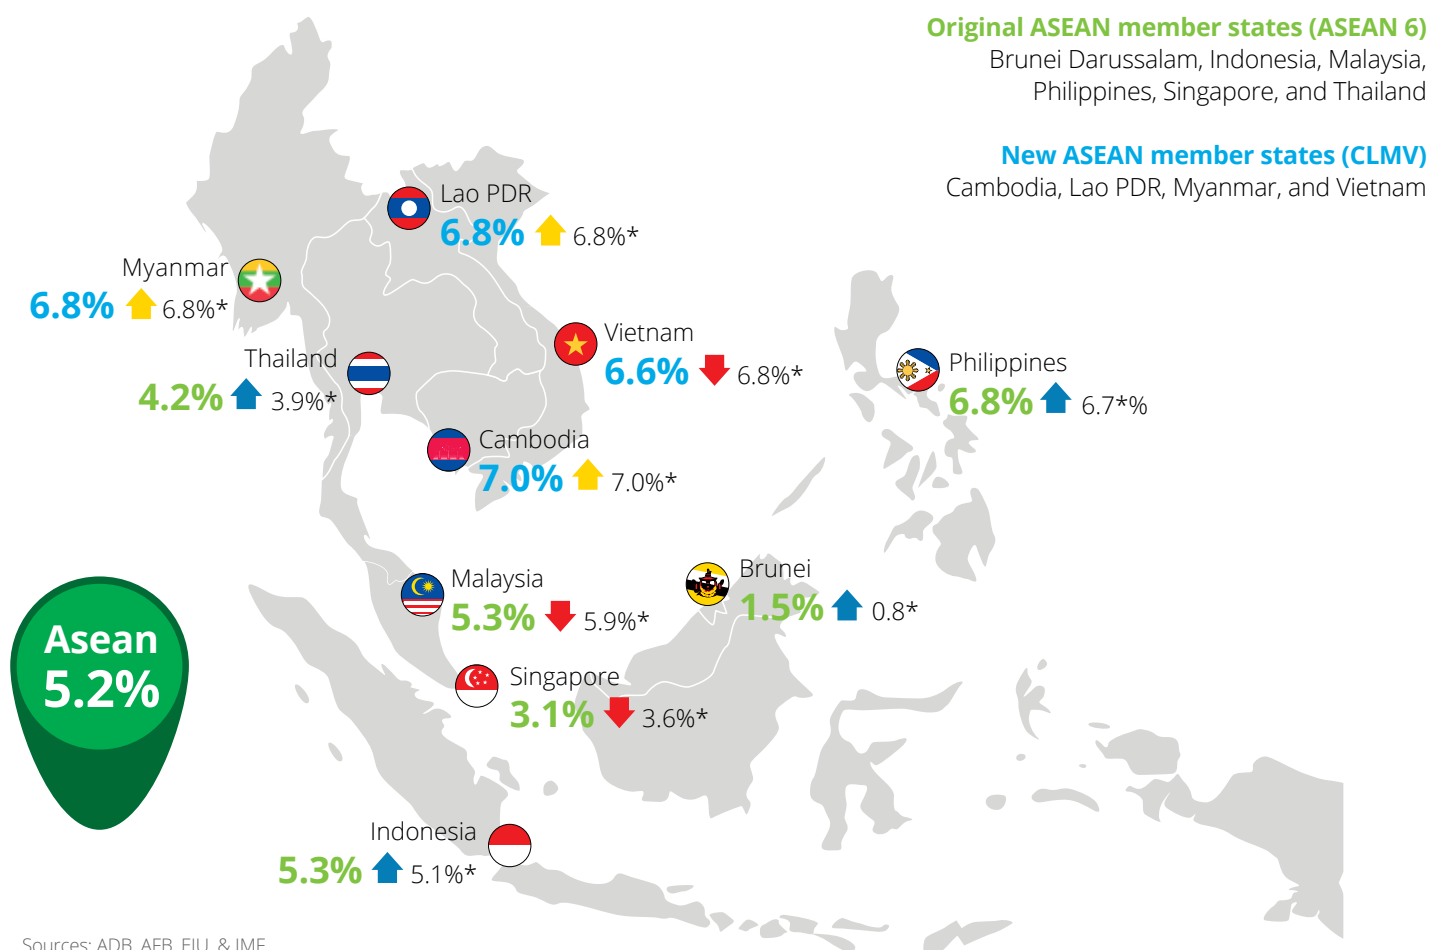 Original ASEAN member states (ASEAN 6)
Brunei Darussalam, Indonesia, Malaysia,
Philippines, Singapore, and Thailand
New ASEAN member states (CLMV)
Cambodia, Lao PDR, Myanmar, and Vietnam
Lao PDR
6.8% 6.8%*
Myanmar
6.8% 6.8%*
Vietnam
6.6% 6.8%*
Thailand
4.2% 3.9%*
Philippines
6.8% 6.7*%
Cambodia
7.0% 7.0%*
Malaysia
5.3% 5.9%*
Brunei
1.5% 0.8*
Asean
5.2%
Singapore
3.1% 3.6%*
Indonesia
5.3% 5.1%*
Sources: ADB, AFB, EIU, & IMF